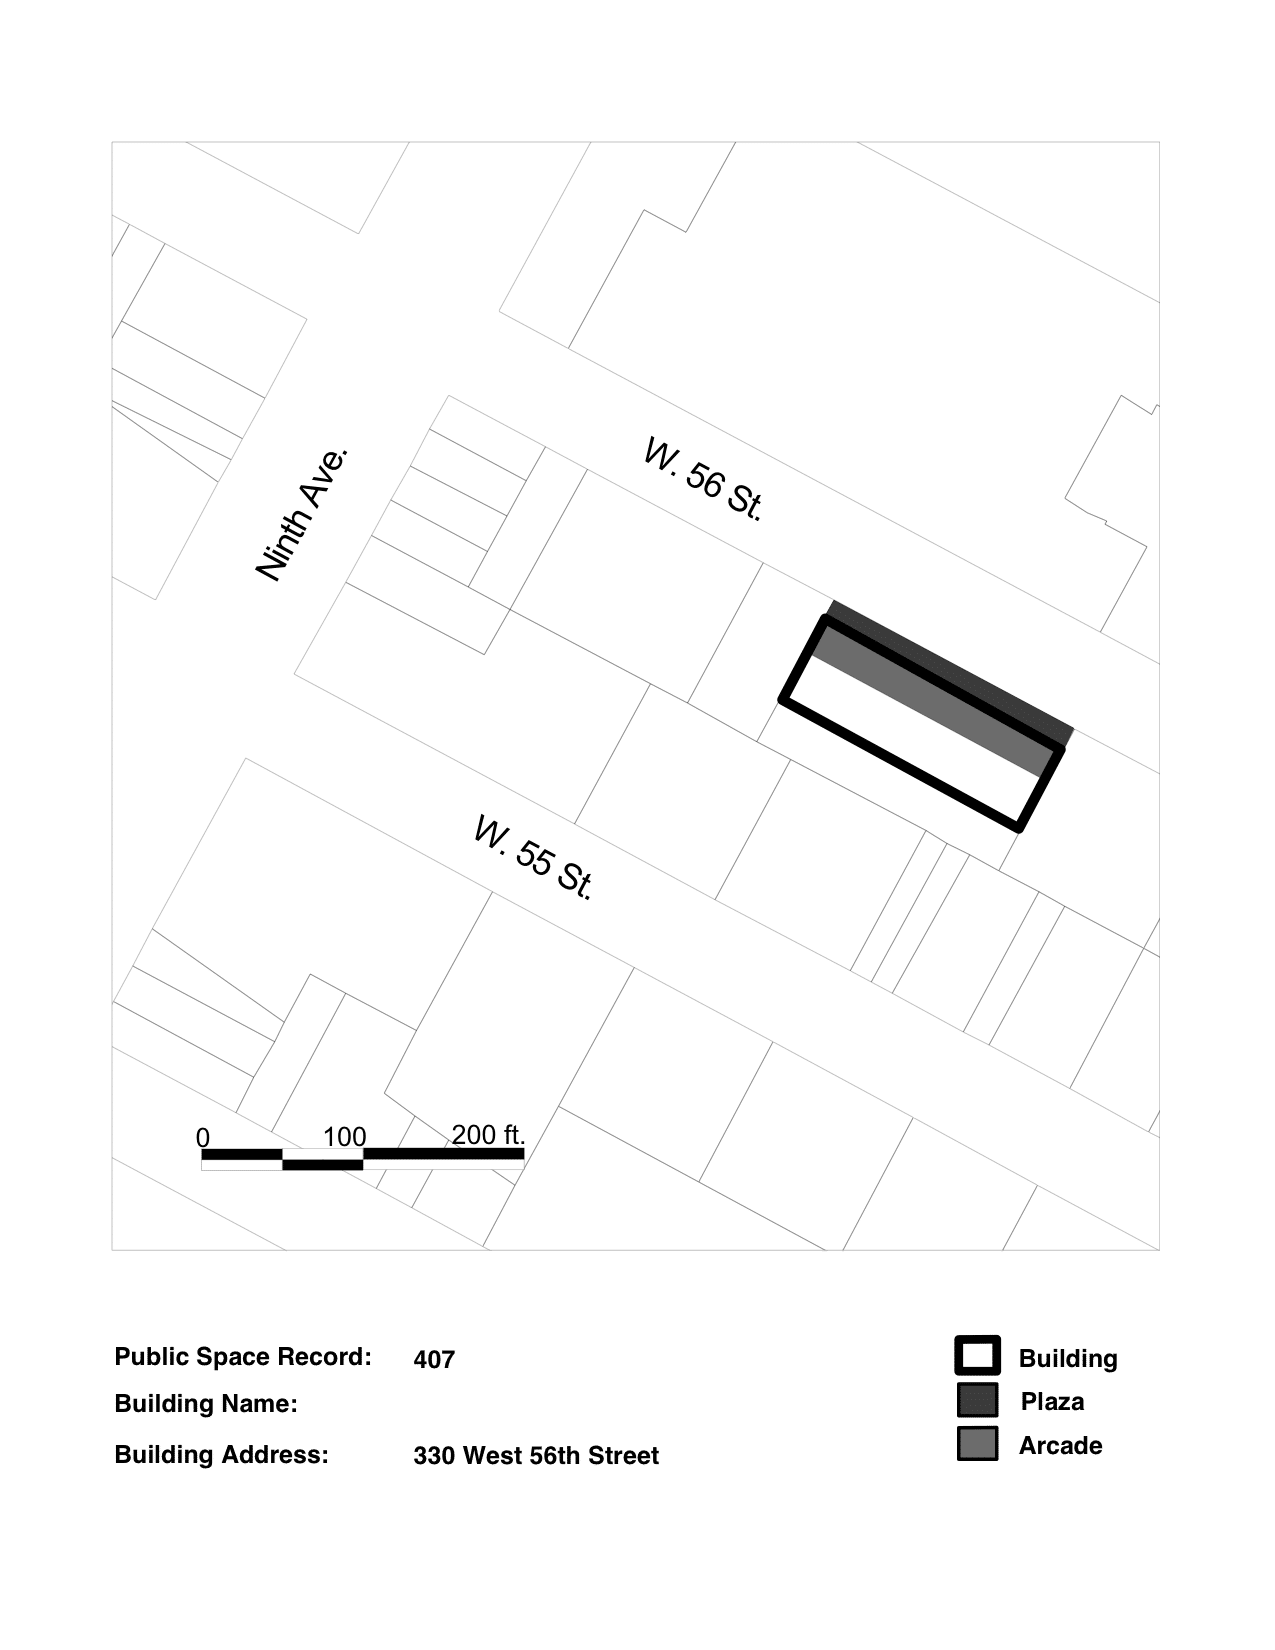 W. 56 St.
Ninth Ave.
W. 55 St.
0 100 200 ft.
Public Space Record: 407
Building Name:
Building Address: 330 West 56th Street
Building
Plaza
Arcade